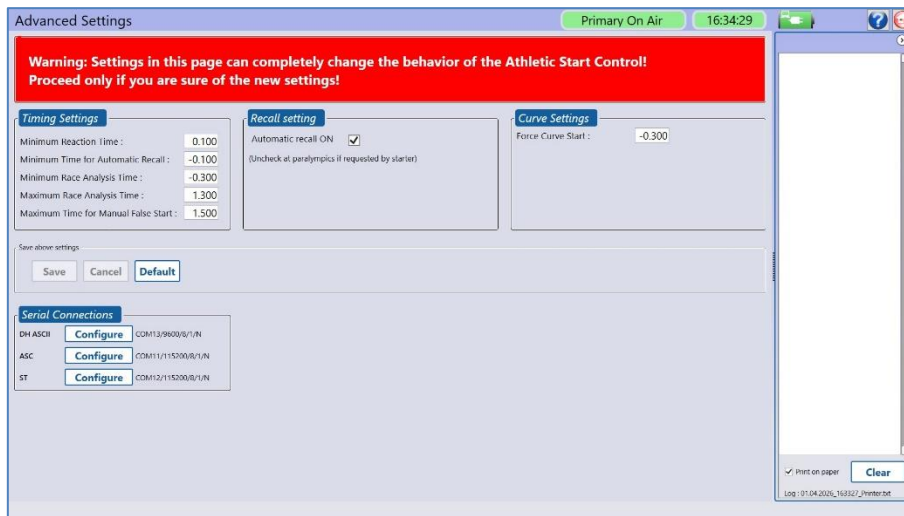 Advanced Settings
Primary On Air
16:34:29
Warning: Settings in this page can completely change the behavior of the Athletic Start Control!
Proceed only if you are sure of the new settings!
Timing Settings
Minimum Reaction Time : 0.100
Minimum Time for Automatic Recall : -0.100
Minimum Race Analysis Time : -0.300
Maximum Race Analysis Time : 1.300
Maximum Time for Manual False Start : 1.500
Recall setting
Automatic recall ON
(Uncheck at paralympics if requested by starter)
Curve Settings
Force Curve Start : -0.300
Save above settings
Save Cancel Default
Serial Connections
DH ASCII Configure COM13/9600/8/1/N
ASC Configure COM11/115200/8/1/N
ST Configure COM12/115200/8/1/N
Print on paper Clear
Log : 01.04.2026_163327_Printer.txt